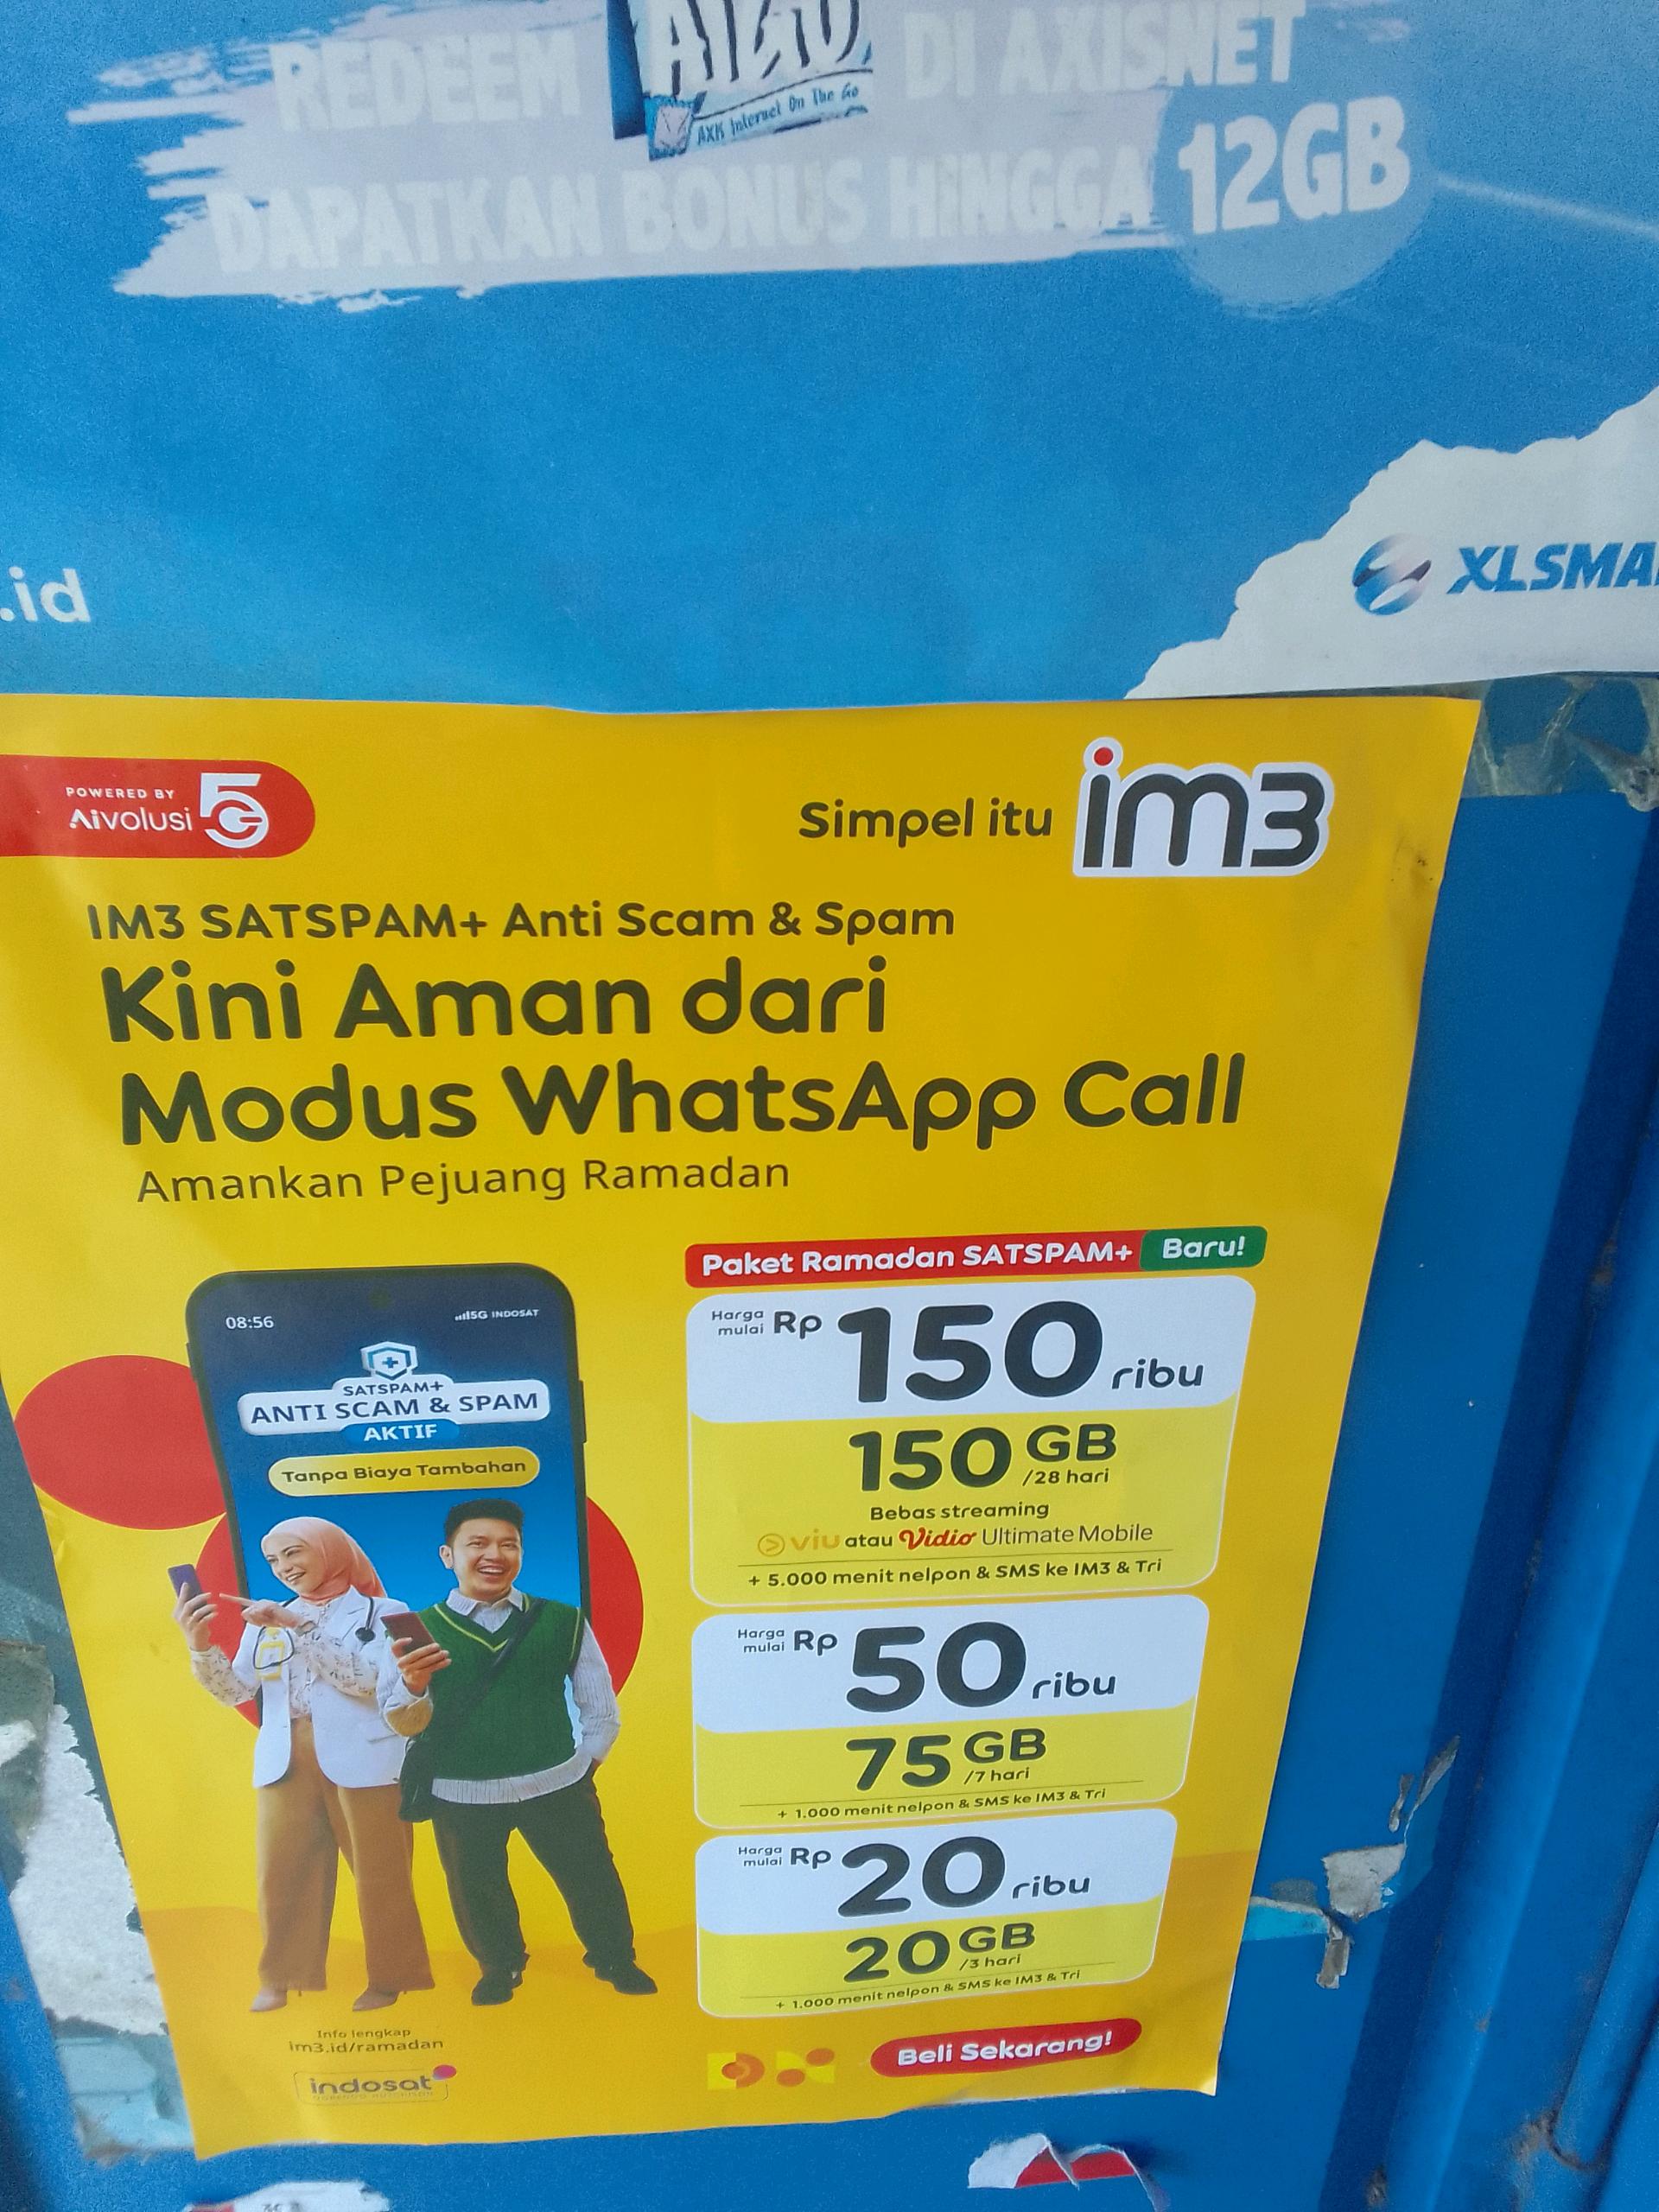 REDEEM DI AXISNET
AXIS Internet On The Go
DAPATKAN BONUS HINGGA 12GB
.id
XLSMA
POWERED BY
Aivolusi 5G
Simpel itu im3
IM3 SATSPAM+ Anti Scam & Spam
Kini Aman dari
Modus WhatsApp Call
Amankan Pejuang Ramadan
Paket Ramadan SATSPAM+ Baru!
Harga mulai Rp 150 ribu
150 GB /28 hari
Bebas streaming
viu atau Vidio Ultimate Mobile
+ 5.000 menit nelpon & SMS ke IM3 & Tri
Harga mulai Rp 50 ribu
75 GB /7 hari
+ 1.000 menit nelpon & SMS ke IM3 & Tri
Harga mulai Rp 20 ribu
20 GB /3 hari
+ 1.000 menit nelpon & SMS ke IM3 & Tri
08:56 5G INDOSAT
SATSPAM+
ANTI SCAM & SPAM
AKTIF
Tanpa Biaya Tambahan
Info lengkap
im3.id/ramadan
indosat
Beli Sekarang!